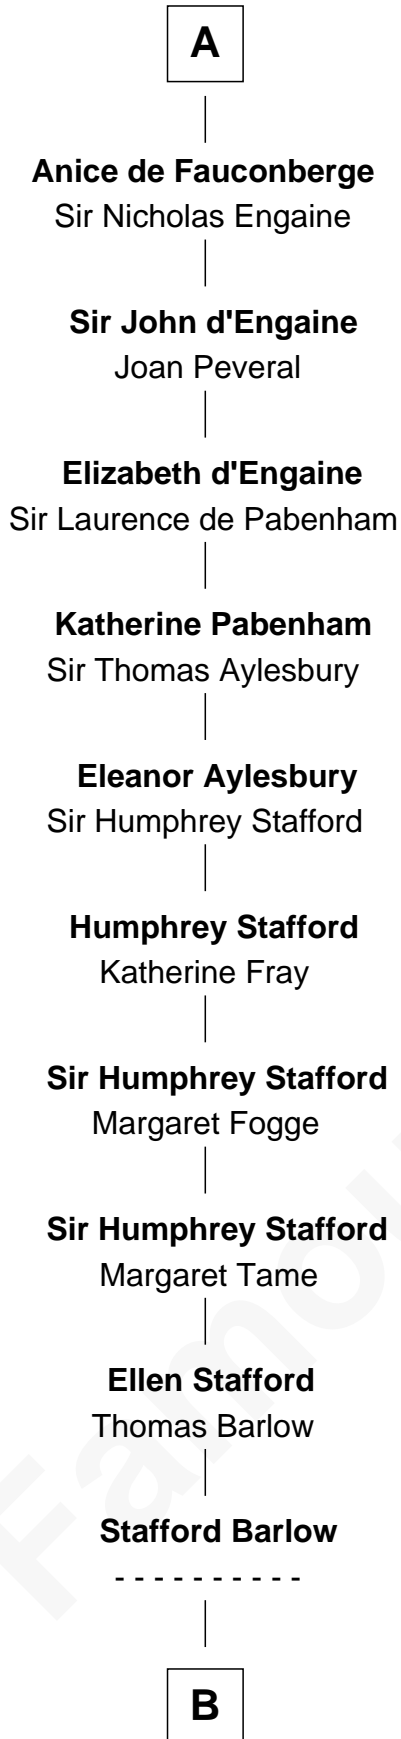 A
Anice de Fauconberge
Sir Nicholas Engaine
Sir John d'Engaine
Joan Peveral
Elizabeth d'Engaine
Sir Laurence de Pabenham
Katherine Pabenham
Sir Thomas Aylesbury
Eleanor Aylesbury
Sir Humphrey Stafford
Humphrey Stafford
Katherine Fray
Sir Humphrey Stafford
Margaret Fogge
Sir Humphrey Stafford
Margaret Tame
Ellen Stafford
Thomas Barlow
Stafford Barlow
- - - - - - - - - -
B